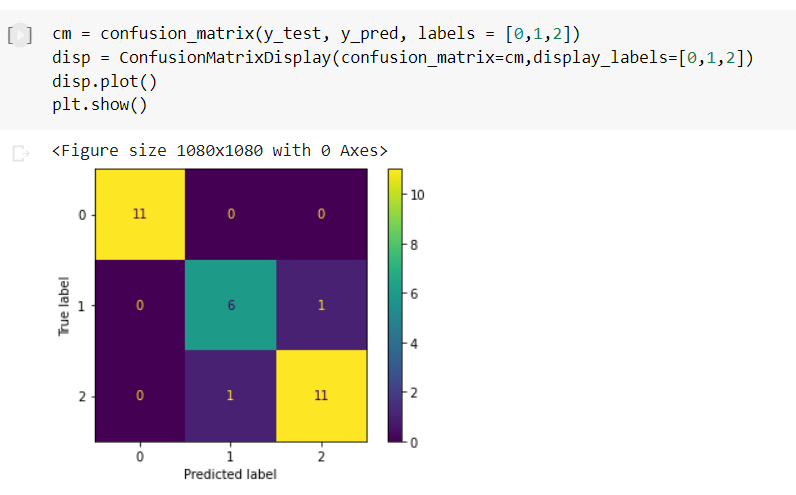 [ ] cm = confusion_matrix(y_test, y_pred, labels = [0,1,2])
disp = ConfusionMatrixDisplay(confusion_matrix=cm,display_labels=[0,1,2])
disp.plot()
plt.show()
<Figure size 1080x1080 with 0 Axes>
10
0 11 0 0
8
True label
1 0 6 1
6
4
2 0 1 11
2
0
0 1 2
Predicted label